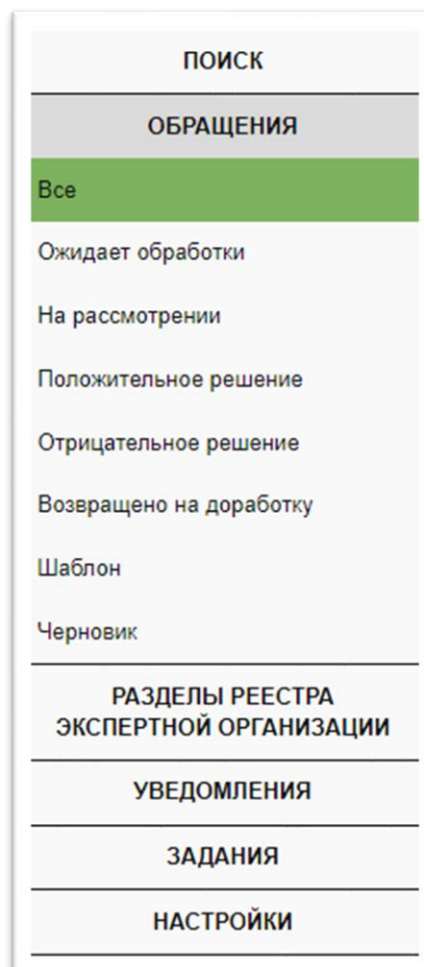 ПОИСК
ОБРАЩЕНИЯ
Все
Ожидает обработки
На рассмотрении
Положительное решение
Отрицательное решение
Возвращено на доработку
Шаблон
Черновик
РАЗДЕЛЫ РЕЕСТРА
ЭКСПЕРТНОЙ ОРГАНИЗАЦИИ
УВЕДОМЛЕНИЯ
ЗАДАНИЯ
НАСТРОЙКИ